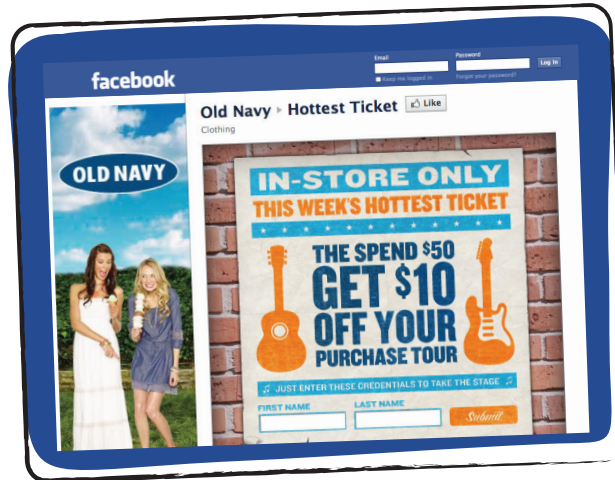 facebook
Email
Password
Keep me logged in
Forgot your password?
Log in
OLD NAVY
Old Navy ▸ Hottest Ticket
Like
Clothing
IN-STORE ONLY
THIS WEEK'S HOTTEST TICKET
THE SPEND $50
GET $10
OFF YOUR
PURCHASE TOUR
♫ JUST ENTER THESE CREDENTIALS TO TAKE THE STAGE ♫
FIRST NAME
LAST NAME
Submit